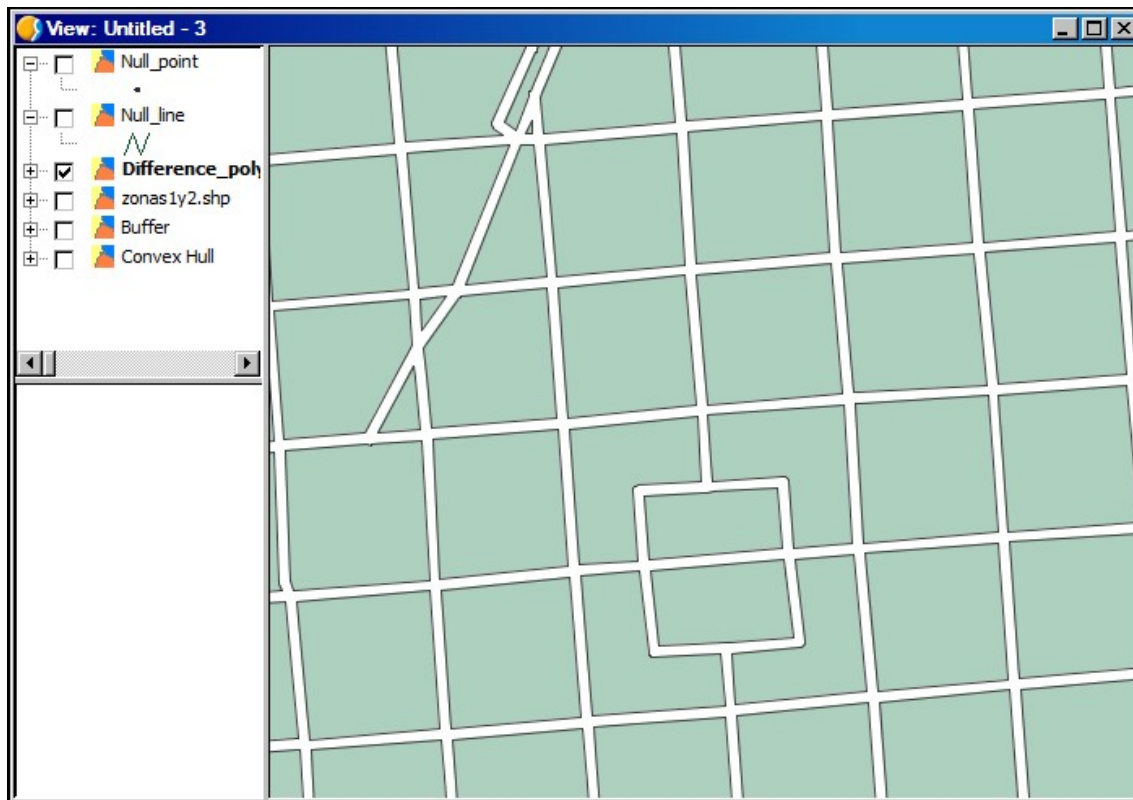 View: Untitled - 3
Null_point
Null_line
Difference_poly
zonas1y2.shp
Buffer
Convex Hull